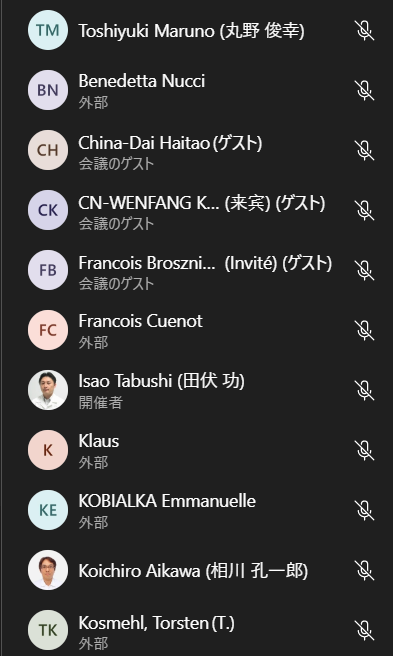 TM Toshiyuki Maruno (丸野 俊幸)
BN Benedetta Nucci
外部
CH China-Dai Haitao(ゲスト)
会議のゲスト
CK CN-WENFANG K... (来宾) (ゲスト)
会議のゲスト
FB Francois Broszni... (Invité) (ゲスト)
会議のゲスト
FC Francois Cuenot
外部
Isao Tabushi (田伏 功)
開催者
K Klaus
外部
KE KOBIALKA Emmanuelle
外部
Koichiro Aikawa (相川 孔一郎)
TK Kosmehl, Torsten(T.)
外部